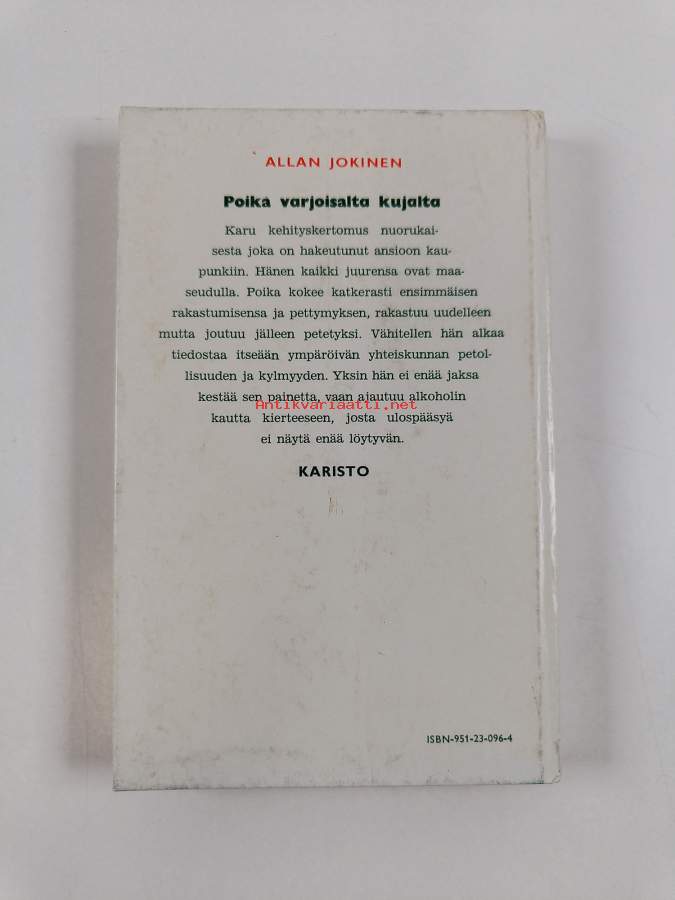 ALLAN JOKINEN
Poika varjoisalta kujalta
Karu kehityskertomus nuorukai-
sesta joka on hakeutunut ansioon kau-
punkiin. Hänen kaikki juurensa ovat maa-
seudulla. Poika kokee katkerasti ensimmäisen
rakastumisensa ja pettymyksen, rakastuu uudelleen
mutta joutuu jälleen petetyksi. Vähitellen hän alkaa
tiedostaa itseään ympäröivän yhteiskunnan petol-
lisuuden ja kylmyyden. Yksin hän ei enää jaksa
kestää sen painetta, vaan ajautuu alkoholin
Antikvariaatti.net
kautta kierteeseen, josta ulospääsyä
ei näytä enää löytyvän.
KARISTO
ISBN-951-23-096-4